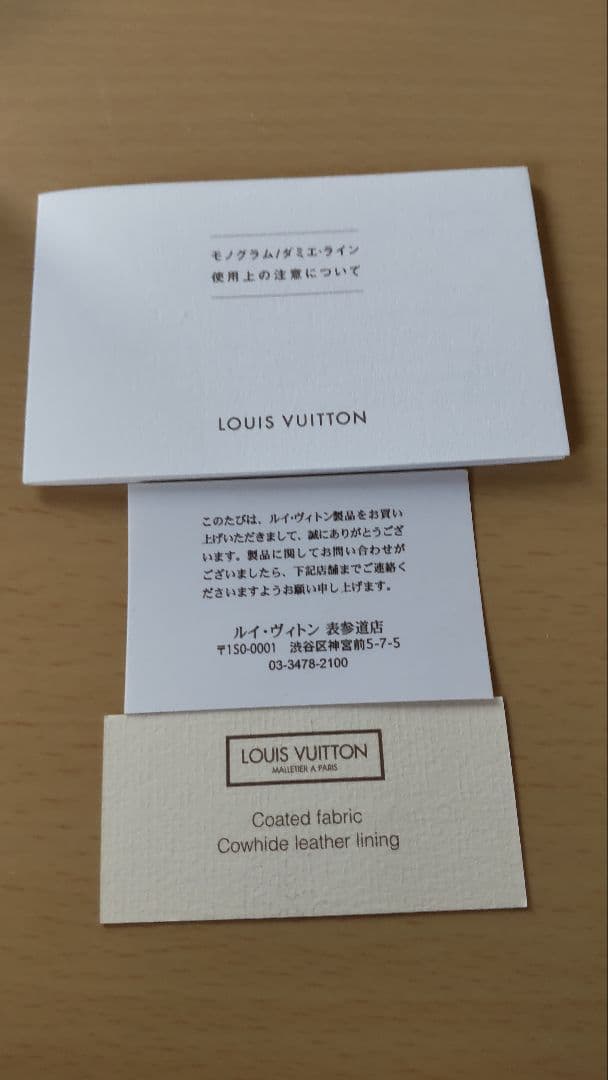 モノグラム/ダミエ・ライン
使用上の注意について
LOUIS VUITTON
このたびは、ルイ・ヴィトン製品をお買い
上げいただきまして、誠にありがとうござ
います。製品に関してお問い合わせが
ございましたら、下記店舗までご連絡く
ださいますようお願い申し上げます。
ルイ・ヴィトン 表参道店
〒150-0001 渋谷区神宮前5-7-5
03-3478-2100
LOUIS VUITTON
MALLETIER A PARIS
Coated fabric
Cowhide leather lining